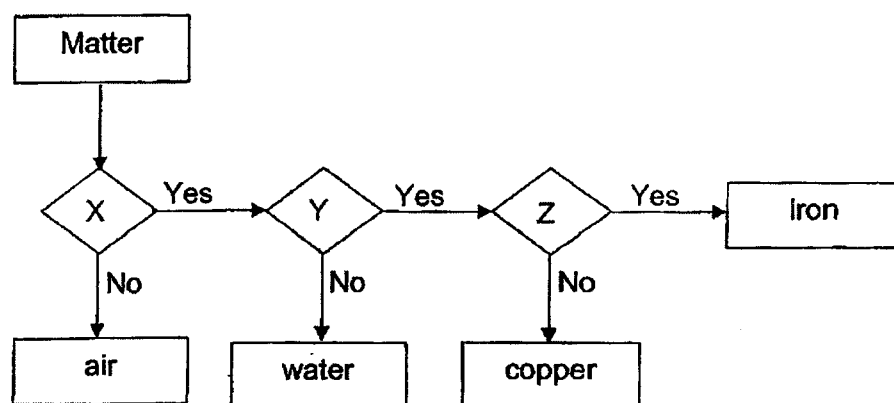 Matter
X
Yes
Y
Yes
Z
Yes
iron
No
No
No
air
water
copper